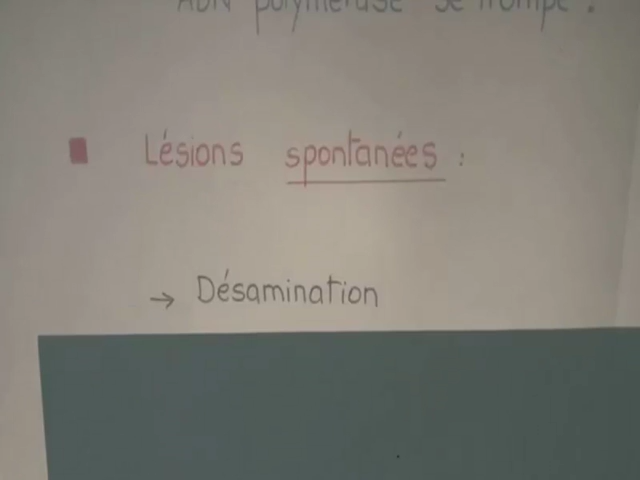 ADN polymérase se trompe .
■ Lésions spontanées :
→ Désamination